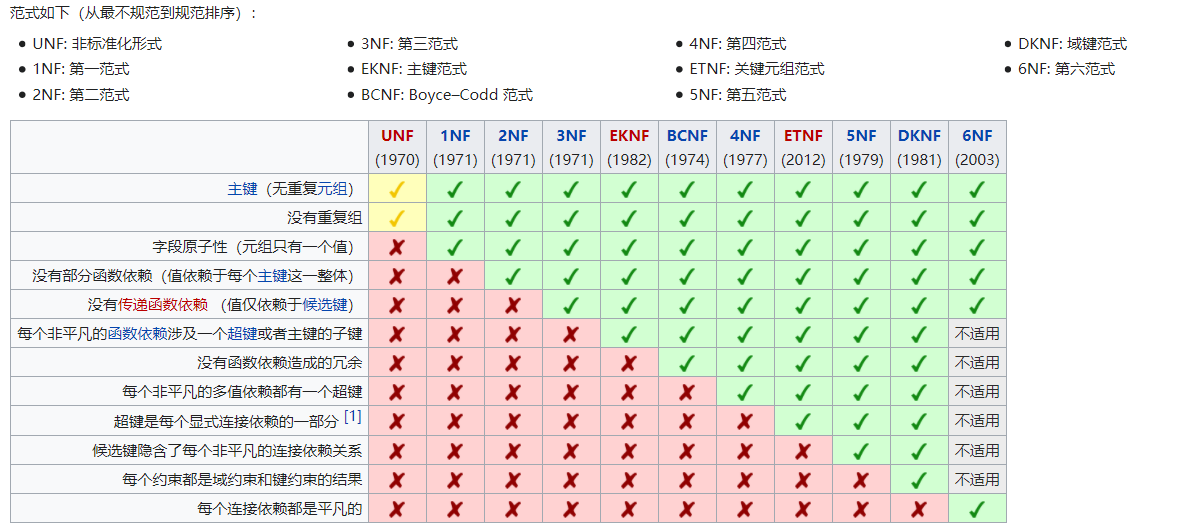 范式如下（从最不规范到规范排序）:
UNF: 非标准化形式
1NF: 第一范式
2NF: 第二范式
3NF: 第三范式
EKNF: 主键范式
BCNF: Boyce–Codd 范式
4NF: 第四范式
ETNF: 关键元组范式
5NF: 第五范式
DKNF: 域键范式
6NF: 第六范式
UNF 1NF 2NF 3NF EKNF BCNF 4NF ETNF 5NF DKNF 6NF
(1970) (1971) (1971) (1971) (1982) (1974) (1977) (2012) (1979) (1981) (2003)
主键（无重复元组） ✓ ✓ ✓ ✓ ✓ ✓ ✓ ✓ ✓ ✓ ✓
没有重复组 ✓ ✓ ✓ ✓ ✓ ✓ ✓ ✓ ✓ ✓ ✓
字段原子性（元组只有一个值） ✗ ✓ ✓ ✓ ✓ ✓ ✓ ✓ ✓ ✓ ✓
没有部分函数依赖（值依赖于每个主键这一整体） ✗ ✗ ✓ ✓ ✓ ✓ ✓ ✓ ✓ ✓ ✓
没有传递函数依赖 （值仅依赖于候选键） ✗ ✗ ✗ ✓ ✓ ✓ ✓ ✓ ✓ ✓ ✓
每个非平凡的函数依赖涉及一个超键或者主键的子键 ✗ ✗ ✗ ✗ ✓ ✓ ✓ ✓ ✓ ✓ 不适用
没有函数依赖造成的冗余 ✗ ✗ ✗ ✗ ✗ ✓ ✓ ✓ ✓ ✓ 不适用
每个非平凡的多值依赖都有一个超键 ✗ ✗ ✗ ✗ ✗ ✗ ✓ ✓ ✓ ✓ 不适用
超键是每个显式连接依赖的一部分 [1] ✗ ✗ ✗ ✗ ✗ ✗ ✗ ✓ ✓ ✓ 不适用
候选键隐含了每个非平凡的连接依赖关系 ✗ ✗ ✗ ✗ ✗ ✗ ✗ ✗ ✓ ✓ 不适用
每个约束都是域约束和键约束的结果 ✗ ✗ ✗ ✗ ✗ ✗ ✗ ✗ ✗ ✓ 不适用
每个连接依赖都是平凡的 ✗ ✗ ✗ ✗ ✗ ✗ ✗ ✗ ✗ ✗ ✓